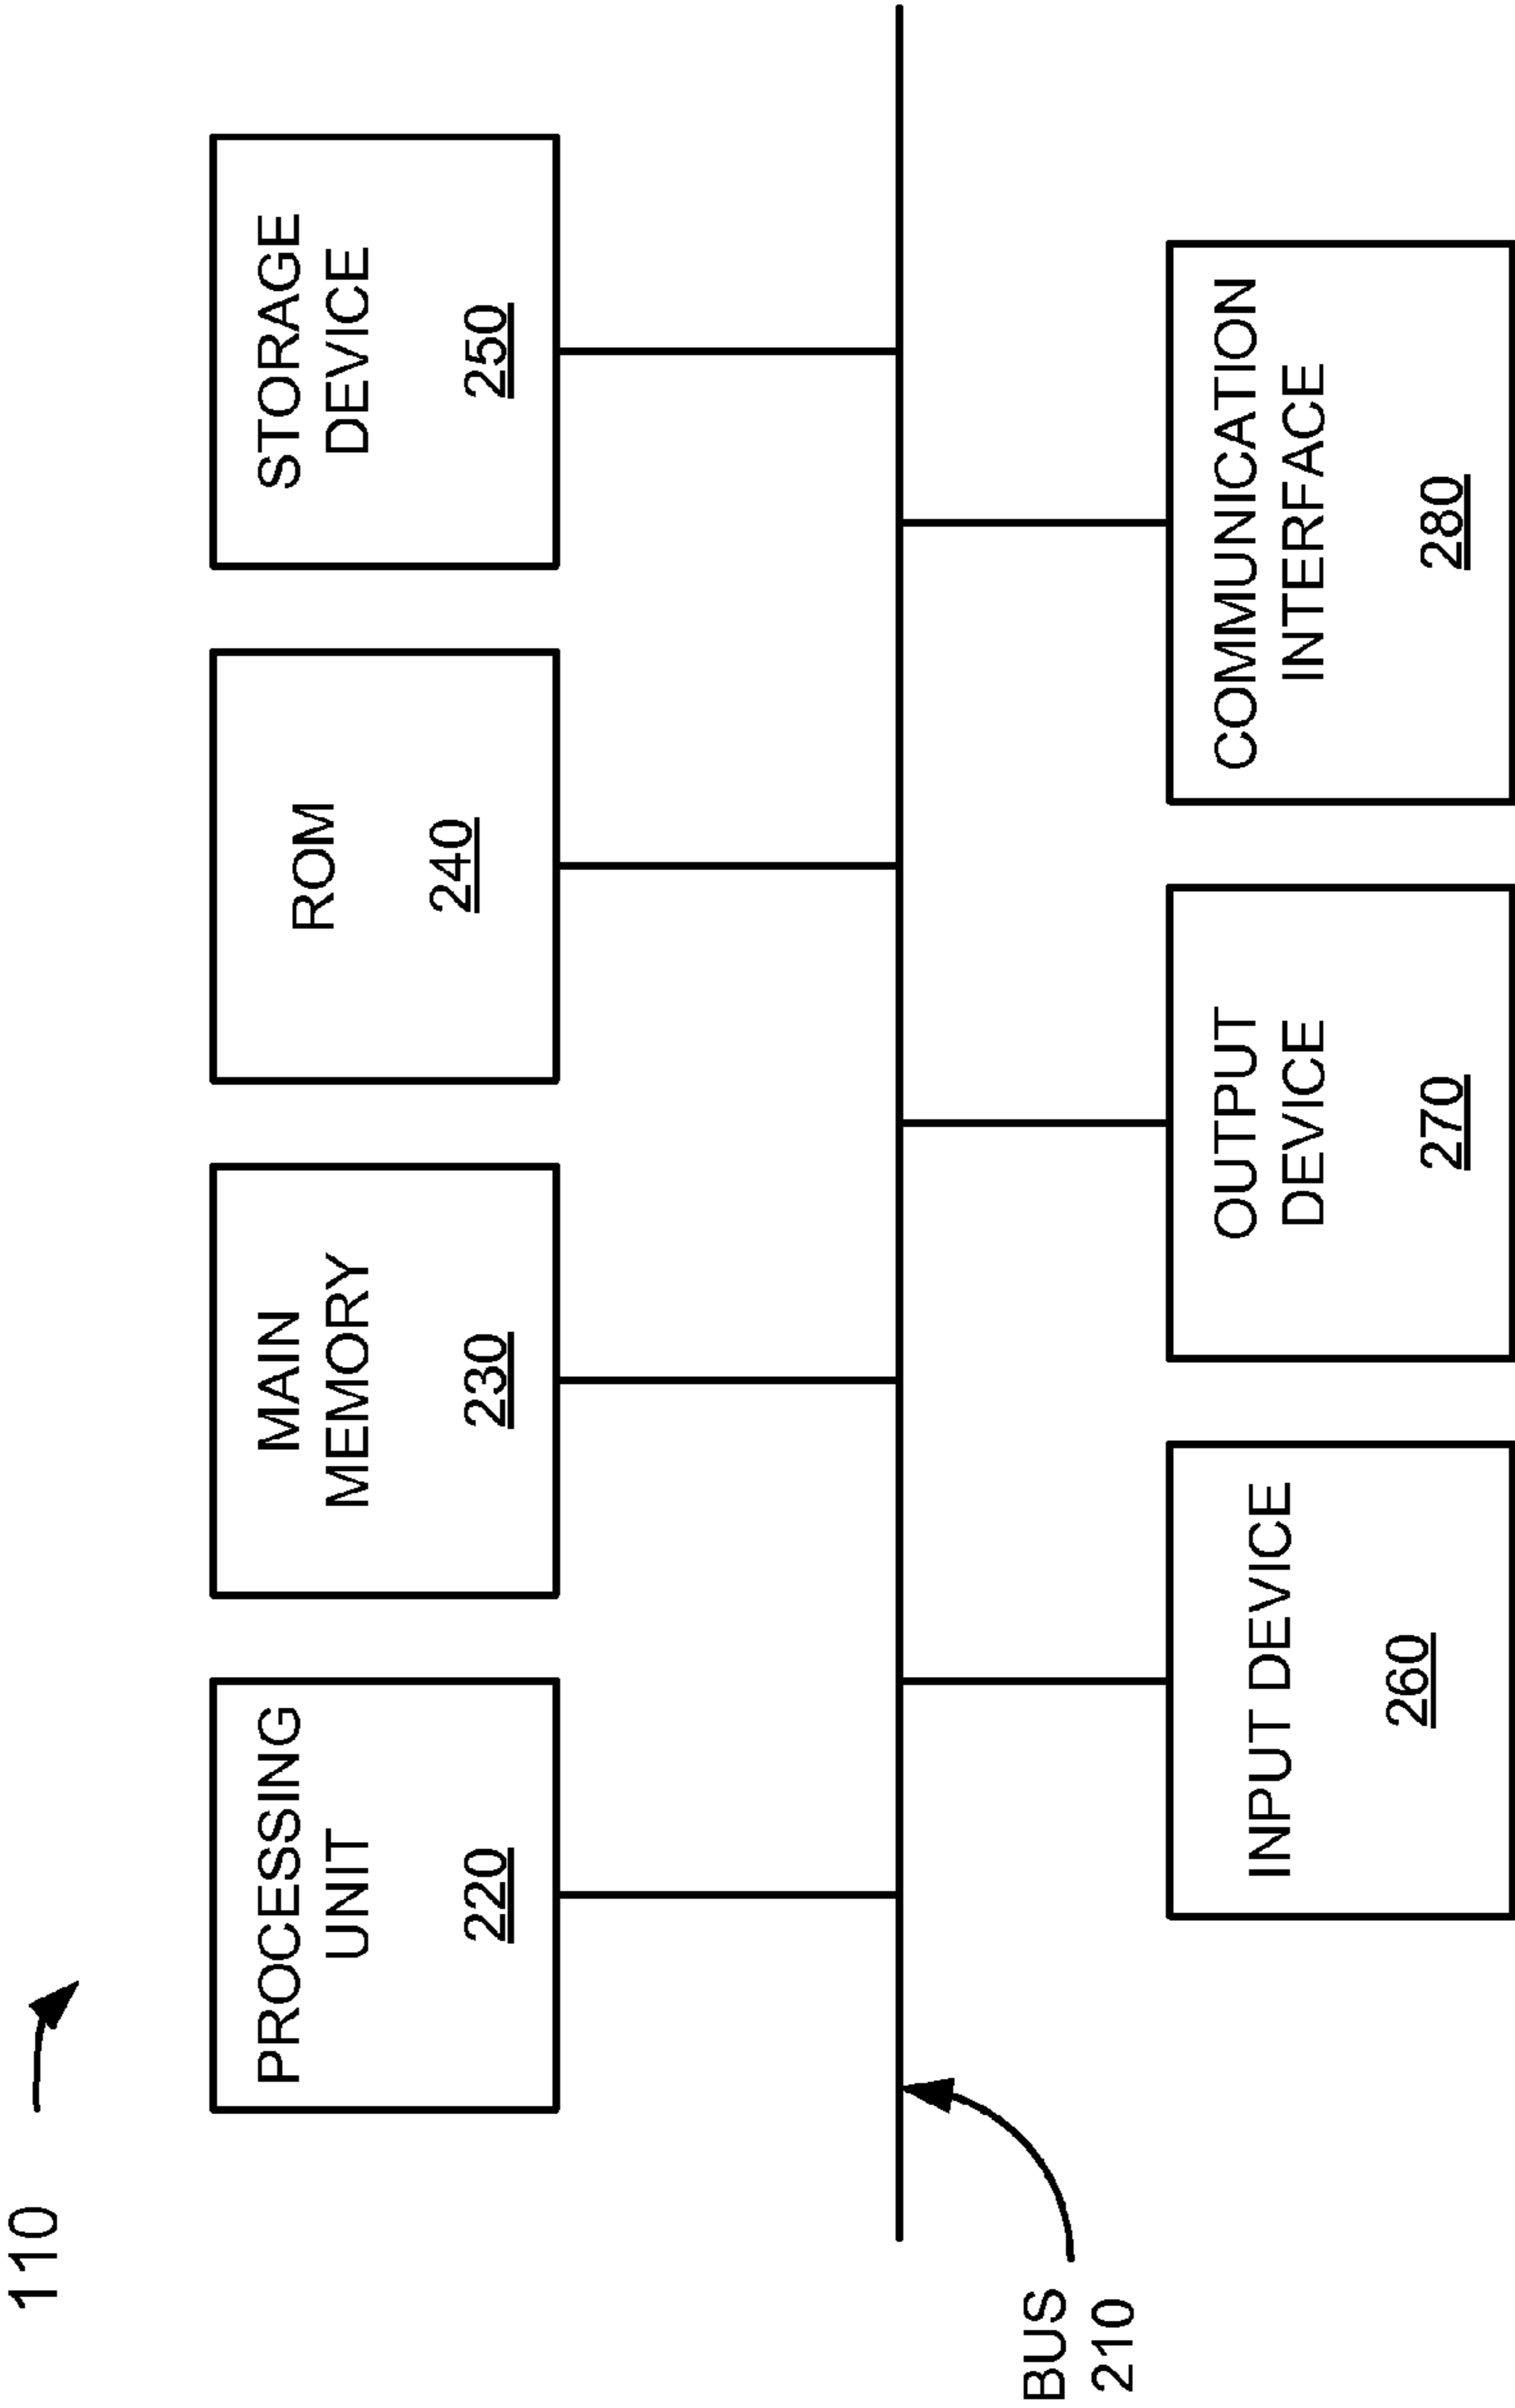 110
PROCESSING
UNIT
220
MAIN
MEMORY
230
ROM
240
STORAGE
DEVICE
250
BUS
210
INPUT DEVICE
260
OUTPUT
DEVICE
270
COMMUNICATION
INTERFACE
280